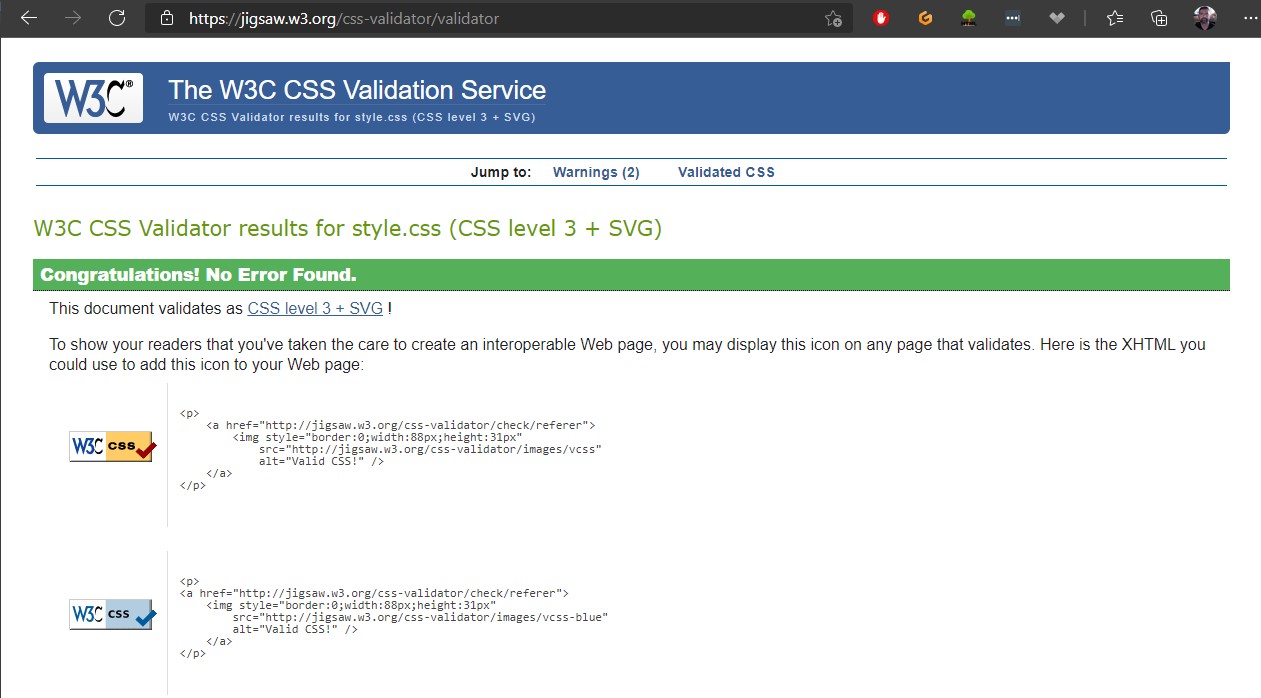 https://jigsaw.w3.org/css-validator/validator
W3C®
The W3C CSS Validation Service
W3C CSS Validator results for style.css (CSS level 3 + SVG)
Jump to: Warnings (2) Validated CSS
W3C CSS Validator results for style.css (CSS level 3 + SVG)
Congratulations! No Error Found.
This document validates as CSS level 3 + SVG !
To show your readers that you've taken the care to create an interoperable Web page, you may display this icon on any page that validates. Here is the XHTML you
could use to add this icon to your Web page:
W3C css
<p>
    <a href="http://jigsaw.w3.org/css-validator/check/referer">
        <img style="border:0;width:88px;height:31px"
            src="http://jigsaw.w3.org/css-validator/images/vcss"
            alt="Valid CSS!" />
    </a>
</p>
W3C css
<p>
<a href="http://jigsaw.w3.org/css-validator/check/referer">
    <img style="border:0;width:88px;height:31px"
        src="http://jigsaw.w3.org/css-validator/images/vcss-blue"
        alt="Valid CSS!" />
    </a>
</p>